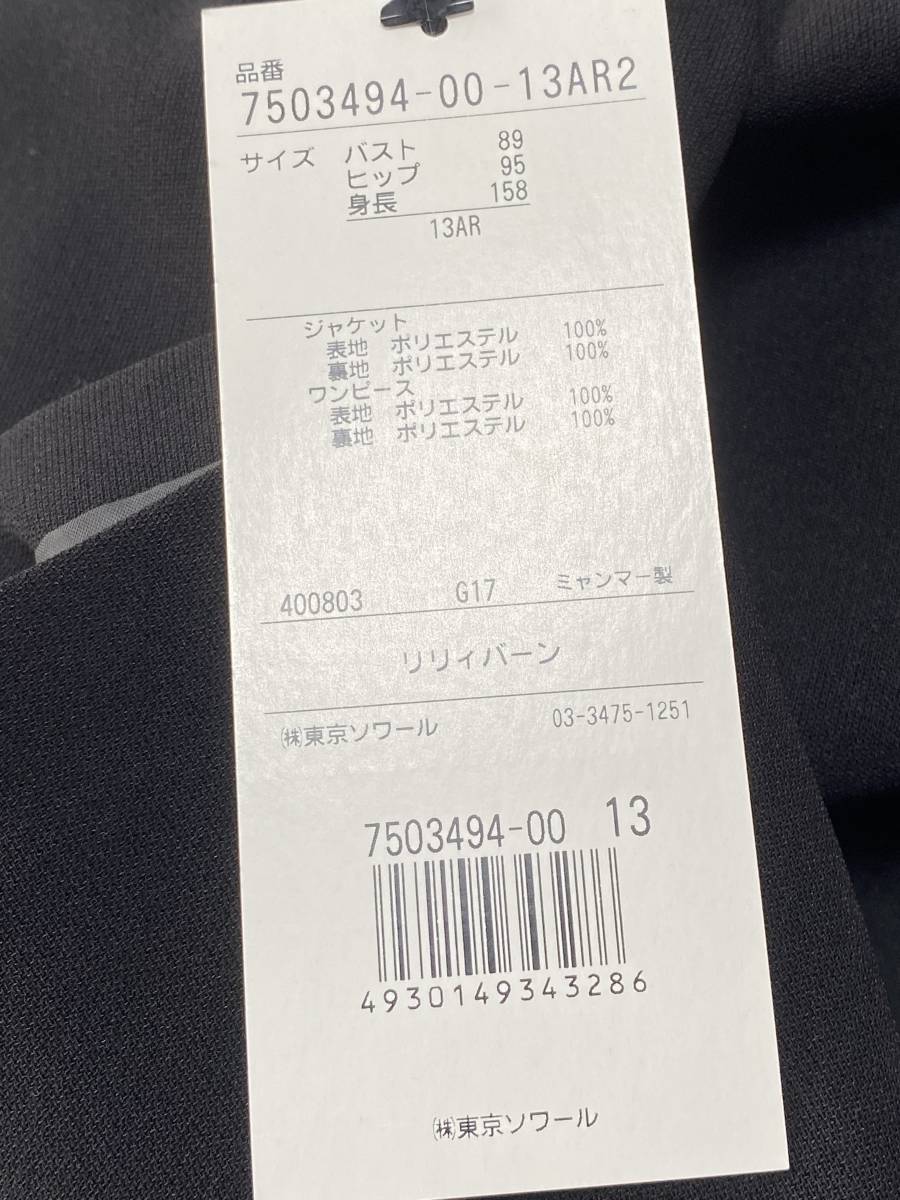 品番
7503494-00-13AR2
サイズ バスト 89
ヒップ 95
身長 158
13AR
ジャケット
表地 ポリエステル 100%
裏地 ポリエステル 100%
ワンピース
表地 ポリエステル 100%
裏地 ポリエステル 100%
400803 G17 ミャンマー製
リリィバーン
㈱東京ソワール 03-3475-1251
7503494-00 13
4930149343286
㈱東京ソワール